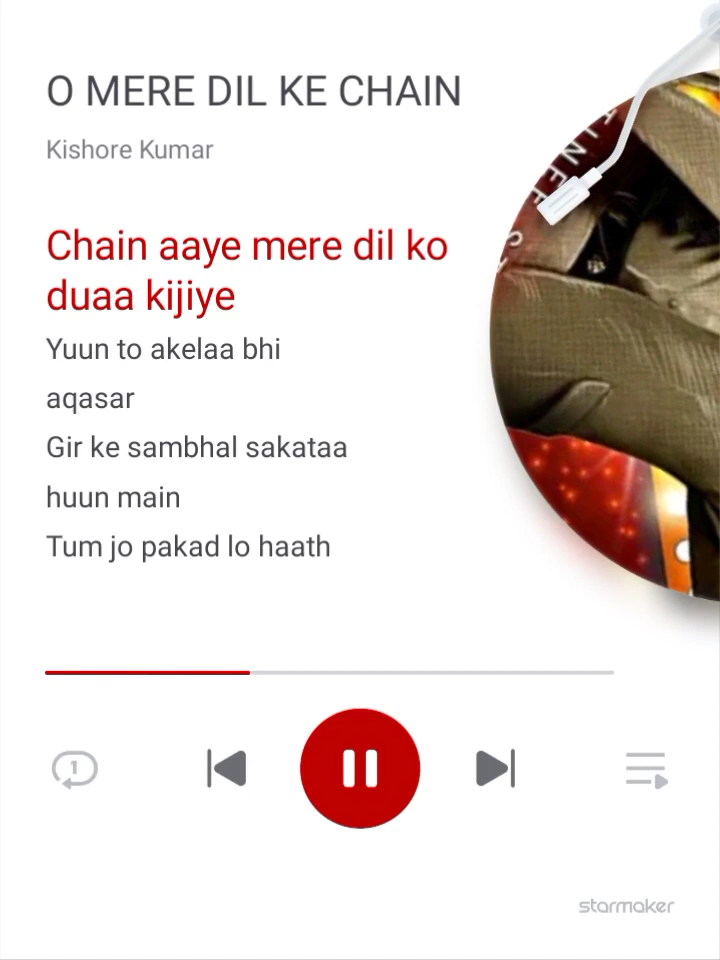 O MERE DIL KE CHAIN
Kishore Kumar
Chain aaye mere dil ko
duaa kijiye
Yuun to akelaa bhi
aqasar
Gir ke sambhal sakataa
huun main
Tum jo pakad lo haath
1
starmaker